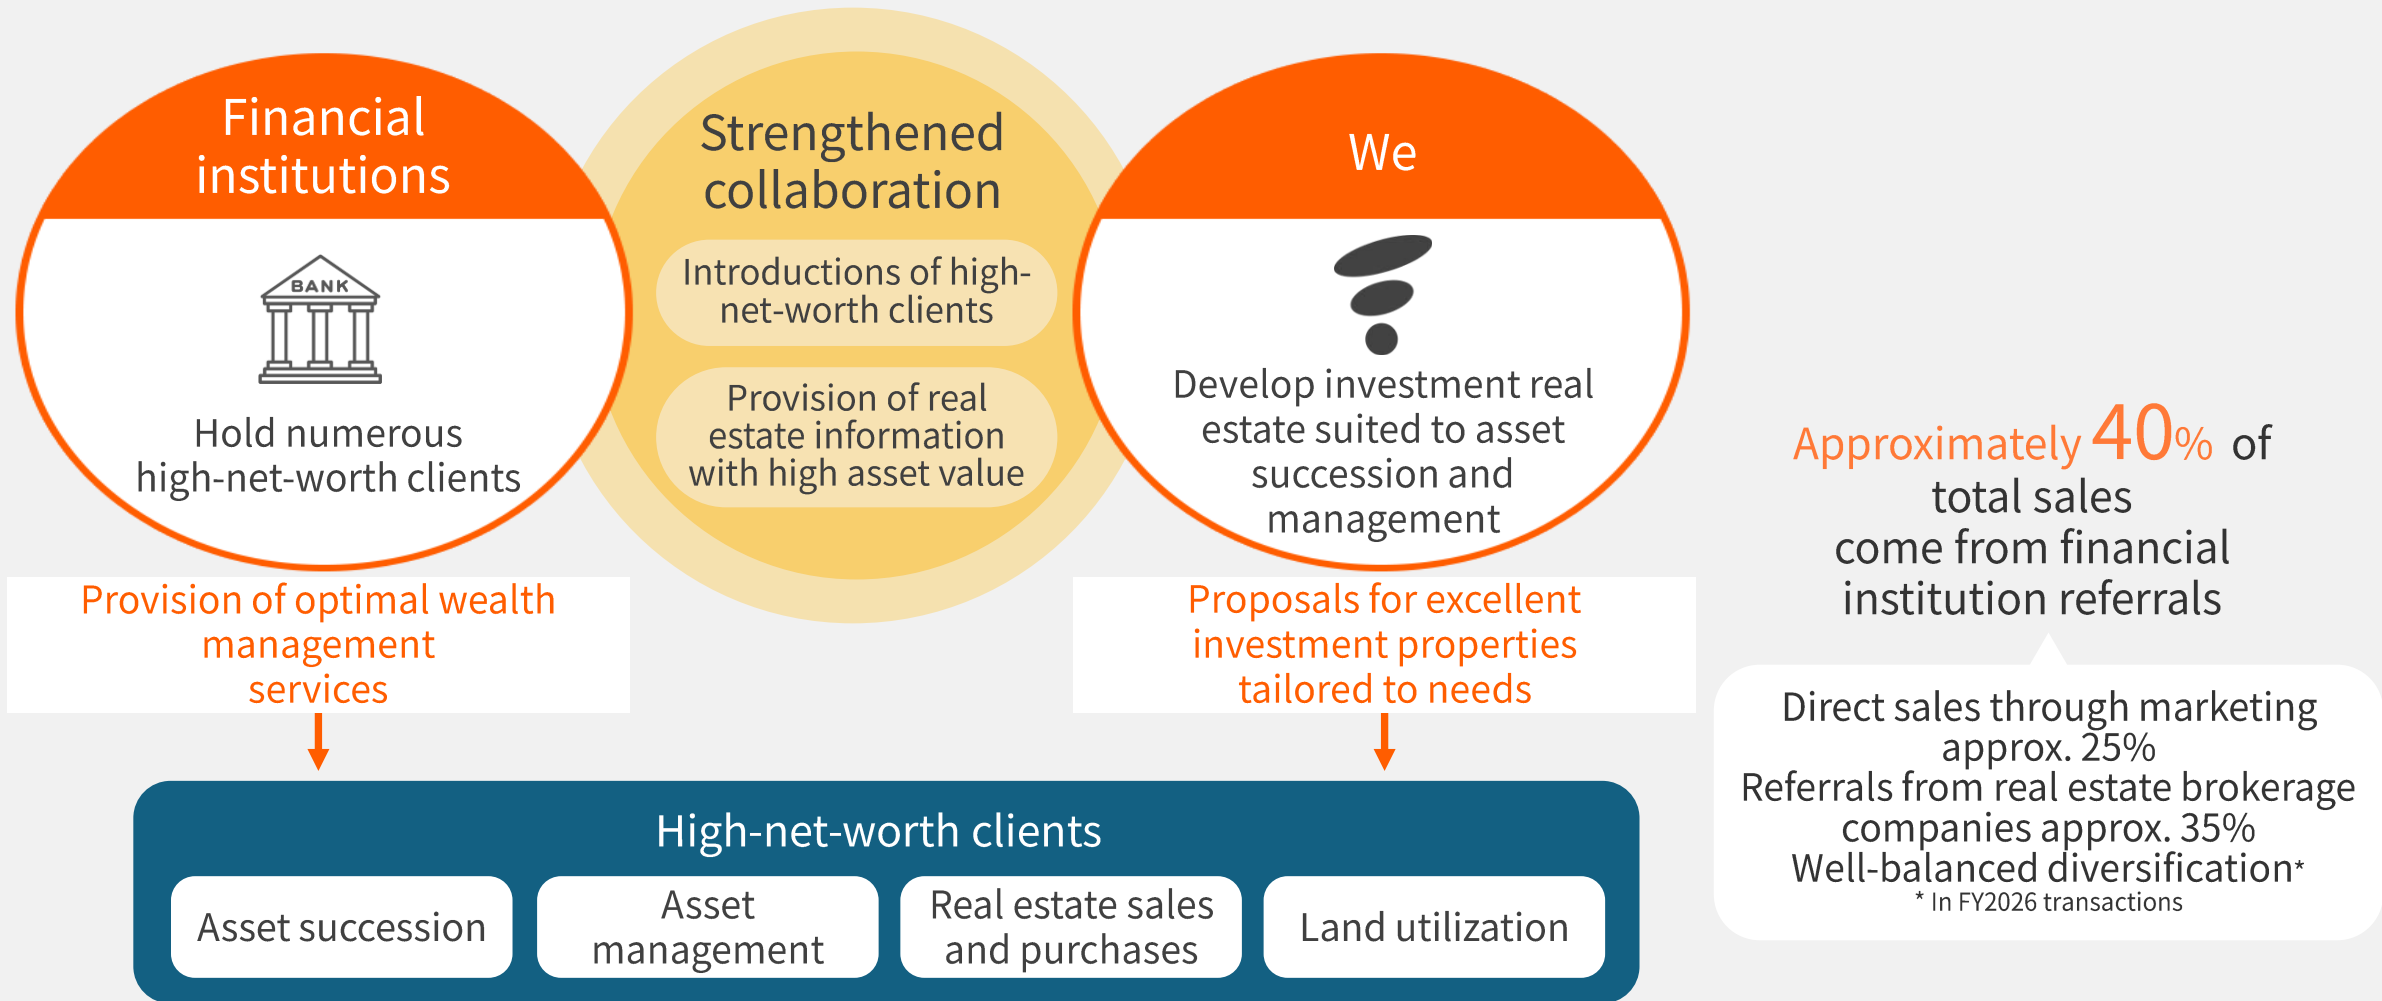 Financial
institutions
BANK
Hold numerous
high-net-worth clients
Strengthened
collaboration
Introductions of high-
net-worth clients
Provision of real
estate information
with high asset value
We
Develop investment real
estate suited to asset
succession and
management
Provision of optimal wealth
management
services
Proposals for excellent
investment properties
tailored to needs
High-net-worth clients
Asset succession
Asset
management
Real estate sales
and purchases
Land utilization
Approximately 40% of
total sales
come from financial
institution referrals
Direct sales through marketing
approx. 25%
Referrals from real estate brokerage
companies approx. 35%
Well-balanced diversification*
* In FY2026 transactions